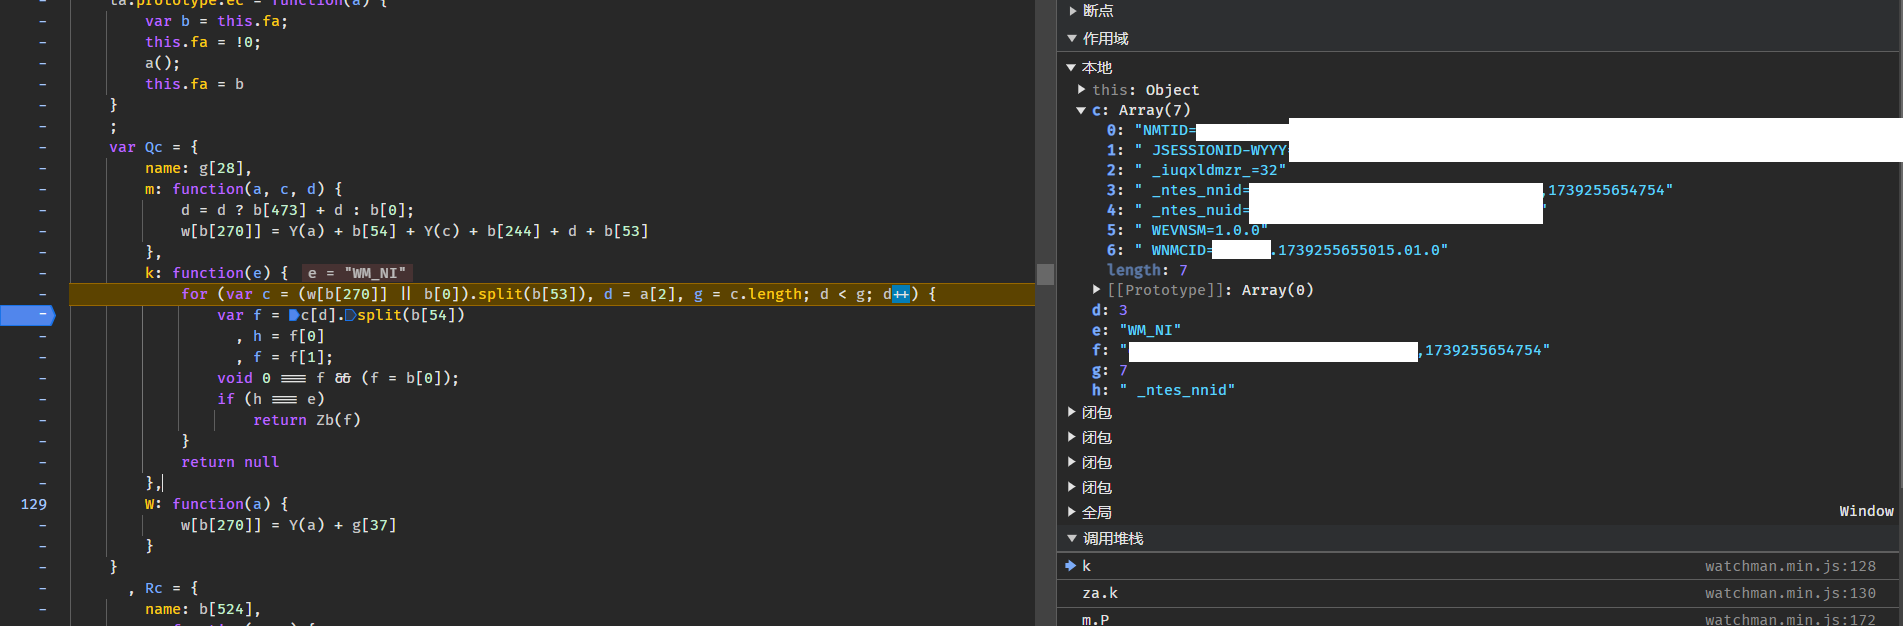 ta.prototype.ec = function(a) {
var b = this.fa;
this.fa = !0;
a();
this.fa = b
}
;
var Qc = {
name: g[28],
m: function(a, c, d) {
d = d ? b[473] + d : b[0];
w[b[270]] = Y(a) + b[54] + Y(c) + b[244] + d + b[53]
},
k: function(e) { e = "WM_NI"
for (var c = (w[b[270]] || b[0]).split(b[53]), d = a[2], g = c.length; d < g; d++) {
var f = c[d].split(b[54])
, h = f[0]
, f = f[1];
void 0 === f && (f = b[0]);
if (h === e)
return Zb(f)
}
return null
},
129 W: function(a) {
w[b[270]] = Y(a) + g[37]
}
}
, Rc = {
name: b[524],
断点
作用域
本地
this: Object
c: Array(7)
0: "NMTID=
1: " JSESSIONID-WYYY=
2: " _iuqxldmzr_=32"
3: " _ntes_nnid= ,1739255654754"
4: " _ntes_nuid= "
5: " WEVNSM=1.0.0"
6: " WNMCID= .1739255655015.01.0"
length: 7
[[Prototype]]: Array(0)
d: 3
e: "WM_NI"
f: " ,1739255654754"
g: 7
h: " _ntes_nnid"
闭包
闭包
闭包
闭包
全局 Window
调用堆栈
k watchman.min.js:128
za.k watchman.min.js:130
m.P watchman.min.js:172